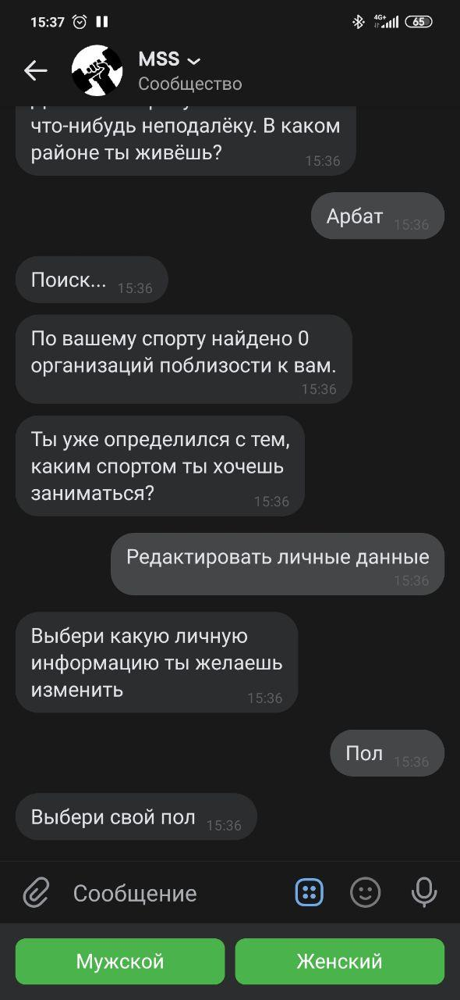 15:37
4G+
65
MSS
Сообщество
что-нибудь неподалёку. В каком
районе ты живёшь?
15:36
Арбат
15:36
Поиск...
15:36
По вашему спорту найдено 0
организаций поблизости к вам.
15:36
Ты уже определился с тем,
каким спортом ты хочешь
заниматься?
15:36
Редактировать личные данные
15:36
Выбери какую личную
информацию ты желаешь
изменить
15:36
Пол
15:36
Выбери свой пол
15:36
Сообщение
Мужской
Женский